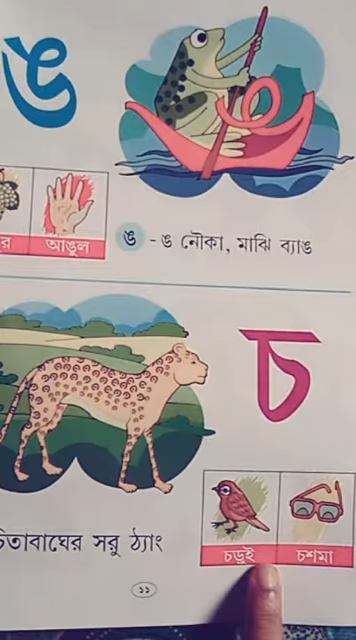 ঙ
আঙুল
ঙ - ঙ নৌকা, মাঝি ব্যাঙ
চ
চড়ুই চশমা
চিতাবাঘের সরু ঠ্যাং
১১